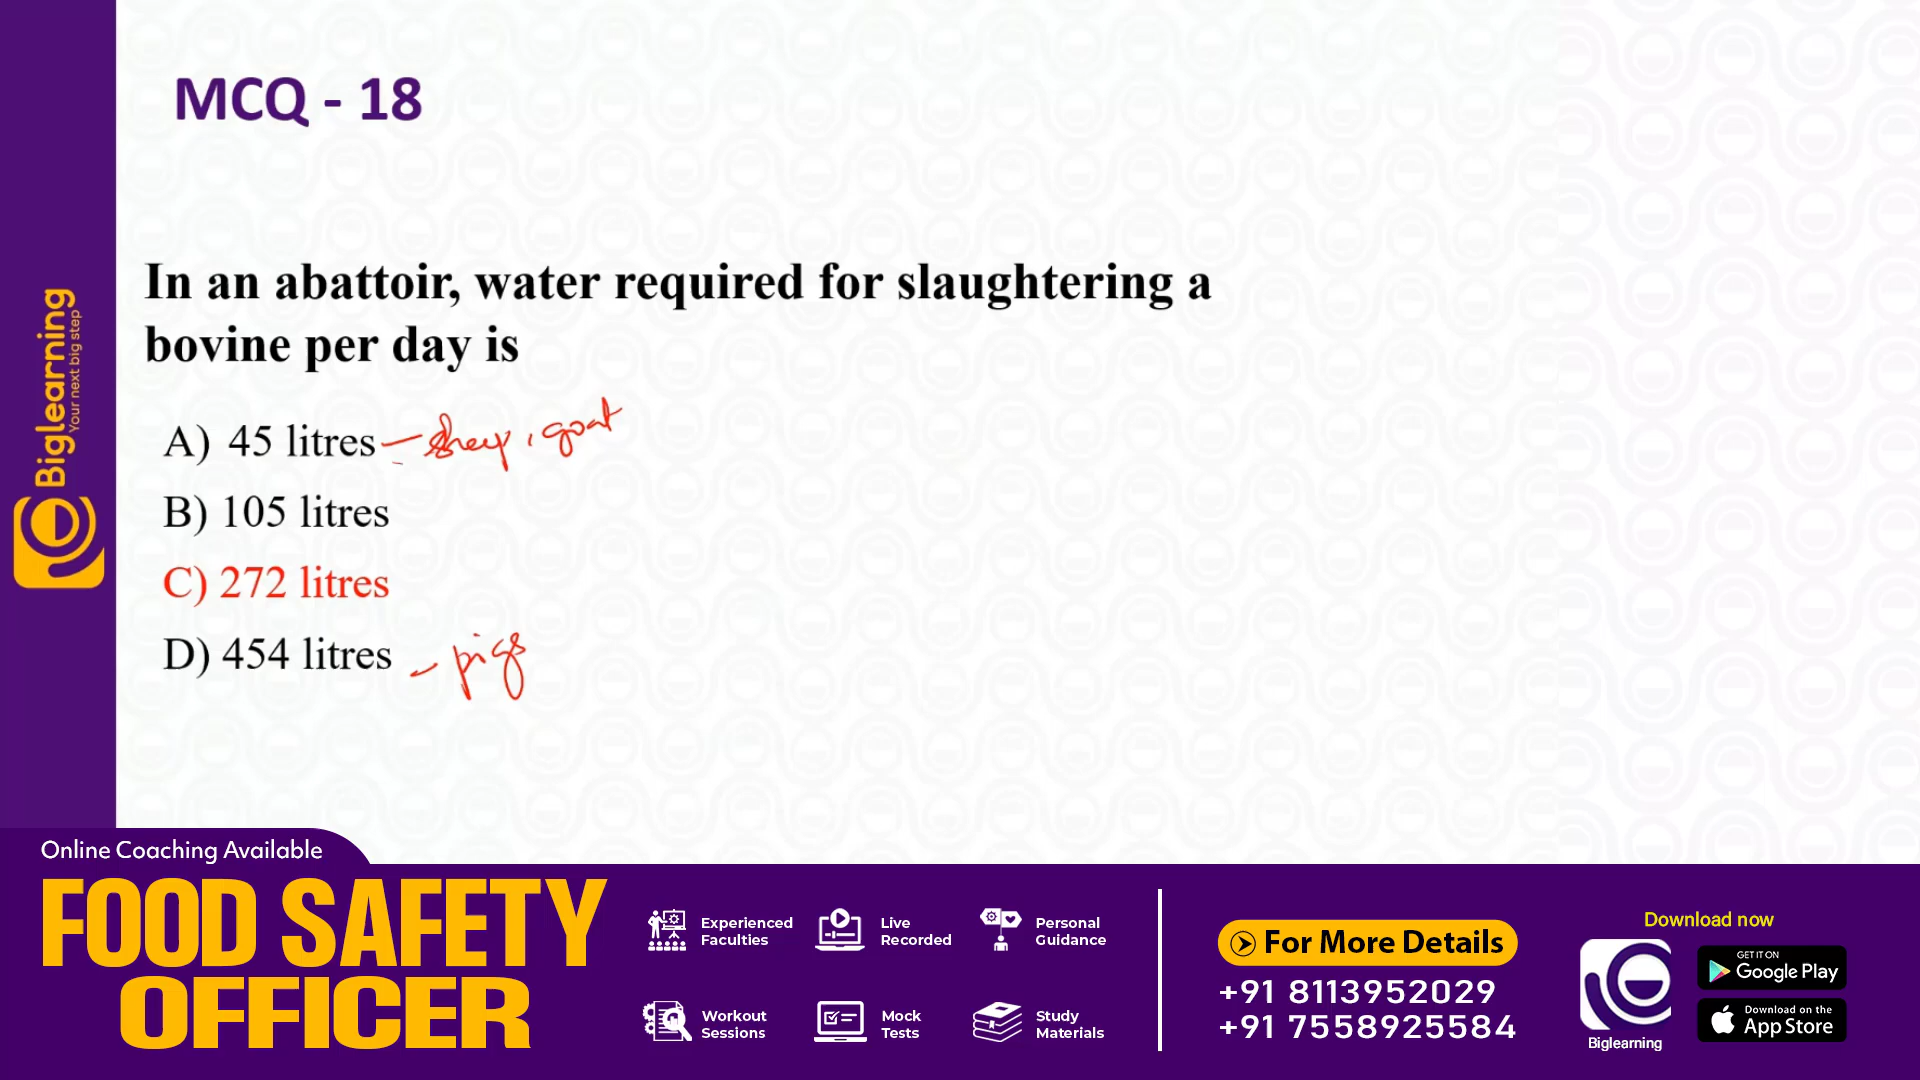 MCQ - 18
In an abattoir, water required for slaughtering a
bovine per day is
A) 45 litres – sheep, goat
B) 105 litres
C) 272 litres
D) 454 litres – pigs
Biglearning
Your next big step
Online Coaching Available
FOOD SAFETY
OFFICER
Experienced
Faculties
Live
Recorded
Personal
Guidance
Workout
Sessions
Mock
Tests
Study
Materials
For More Details
+91 8113952029
+91 7558925584
Download now
Biglearning
GET IT ON
Google Play
Download on the
App Store